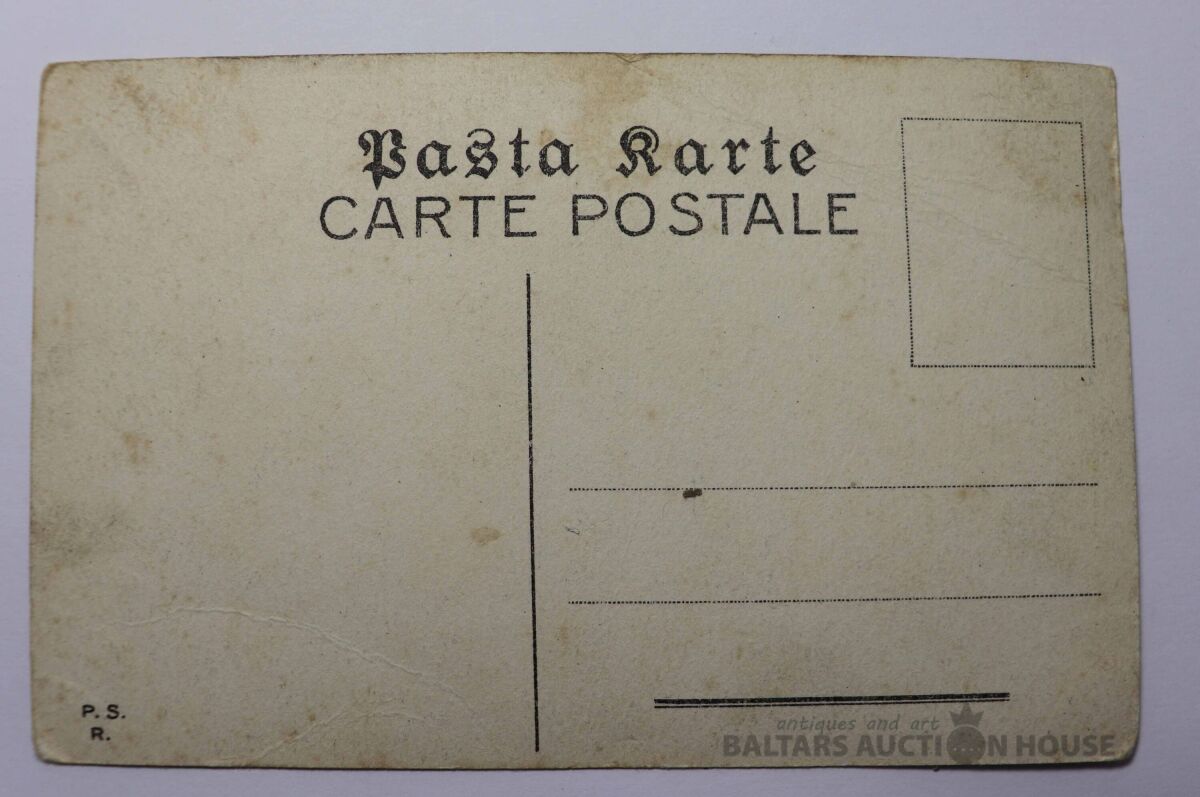 Pasta Karte
CARTE POSTALE
P. S.
R.
antiques and art
BALTARS AUCTION HOUSE